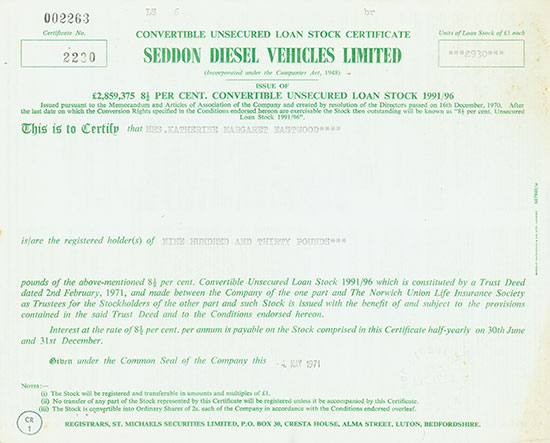 LS 6 br
002263
CONVERTIBLE UNSECURED LOAN STOCK CERTIFICATE
Certificate No.
Units of Loan Stock of £1 each
2230
SEDDON DIESEL VEHICLES LIMITED
***£930***
(Incorporated under the Companies Act, 1948)
ISSUE OF
£2,859,375 8½ PER CENT. CONVERTIBLE UNSECURED LOAN STOCK 1991/96
Issued pursuant to the Memorandum and Articles of Association of the Company and created by resolution of the Directors passed on 16th December, 1970. After
the last date on which the Conversion Rights specified in the Conditions endorsed hereon are exercisable the Stock then outstanding will be known as "8½ per cent. Unsecured
Loan Stock 1991/96".
This is to Certify that MRS.KATHERINE MARGARET EASTWOOD****
is/are the registered holder(s) of NINE HUNDRED AND THIRTY POUNDS***
pounds of the above-mentioned 8½ per cent. Convertible Unsecured Loan Stock 1991/96 which is constituted by a Trust Deed
dated 2nd February, 1971, and made between the Company of the one part and The Norwich Union Life Insurance Society
as Trustees for the Stockholders of the other part and such Stock is issued with the benefit of and subject to the provisions
contained in the said Trust Deed and to the Conditions endorsed hereon.
Interest at the rate of 8½ per cent. per annum is payable on the Stock comprised in this Certificate half-yearly on 30th June
and 31st December.
Given under the Common Seal of the Company this 4 MAY 1971
NOTES:—
(i) The Stock will be registered and transferable in amounts and multiples of £1.
(ii) No transfer of any part of the Stock represented by this Certificate will be registered unless it be accompanied by this Certificate.
(iii) The Stock is convertible into Ordinary Shares of 2s. each of the Company in accordance with the Conditions endorsed overleaf.
CR
1
REGISTRARS, ST. MICHAELS SECURITIES LIMITED, P.O. BOX 30, CRESTA HOUSE, ALMA STREET, LUTON, BEDFORDSHIRE.